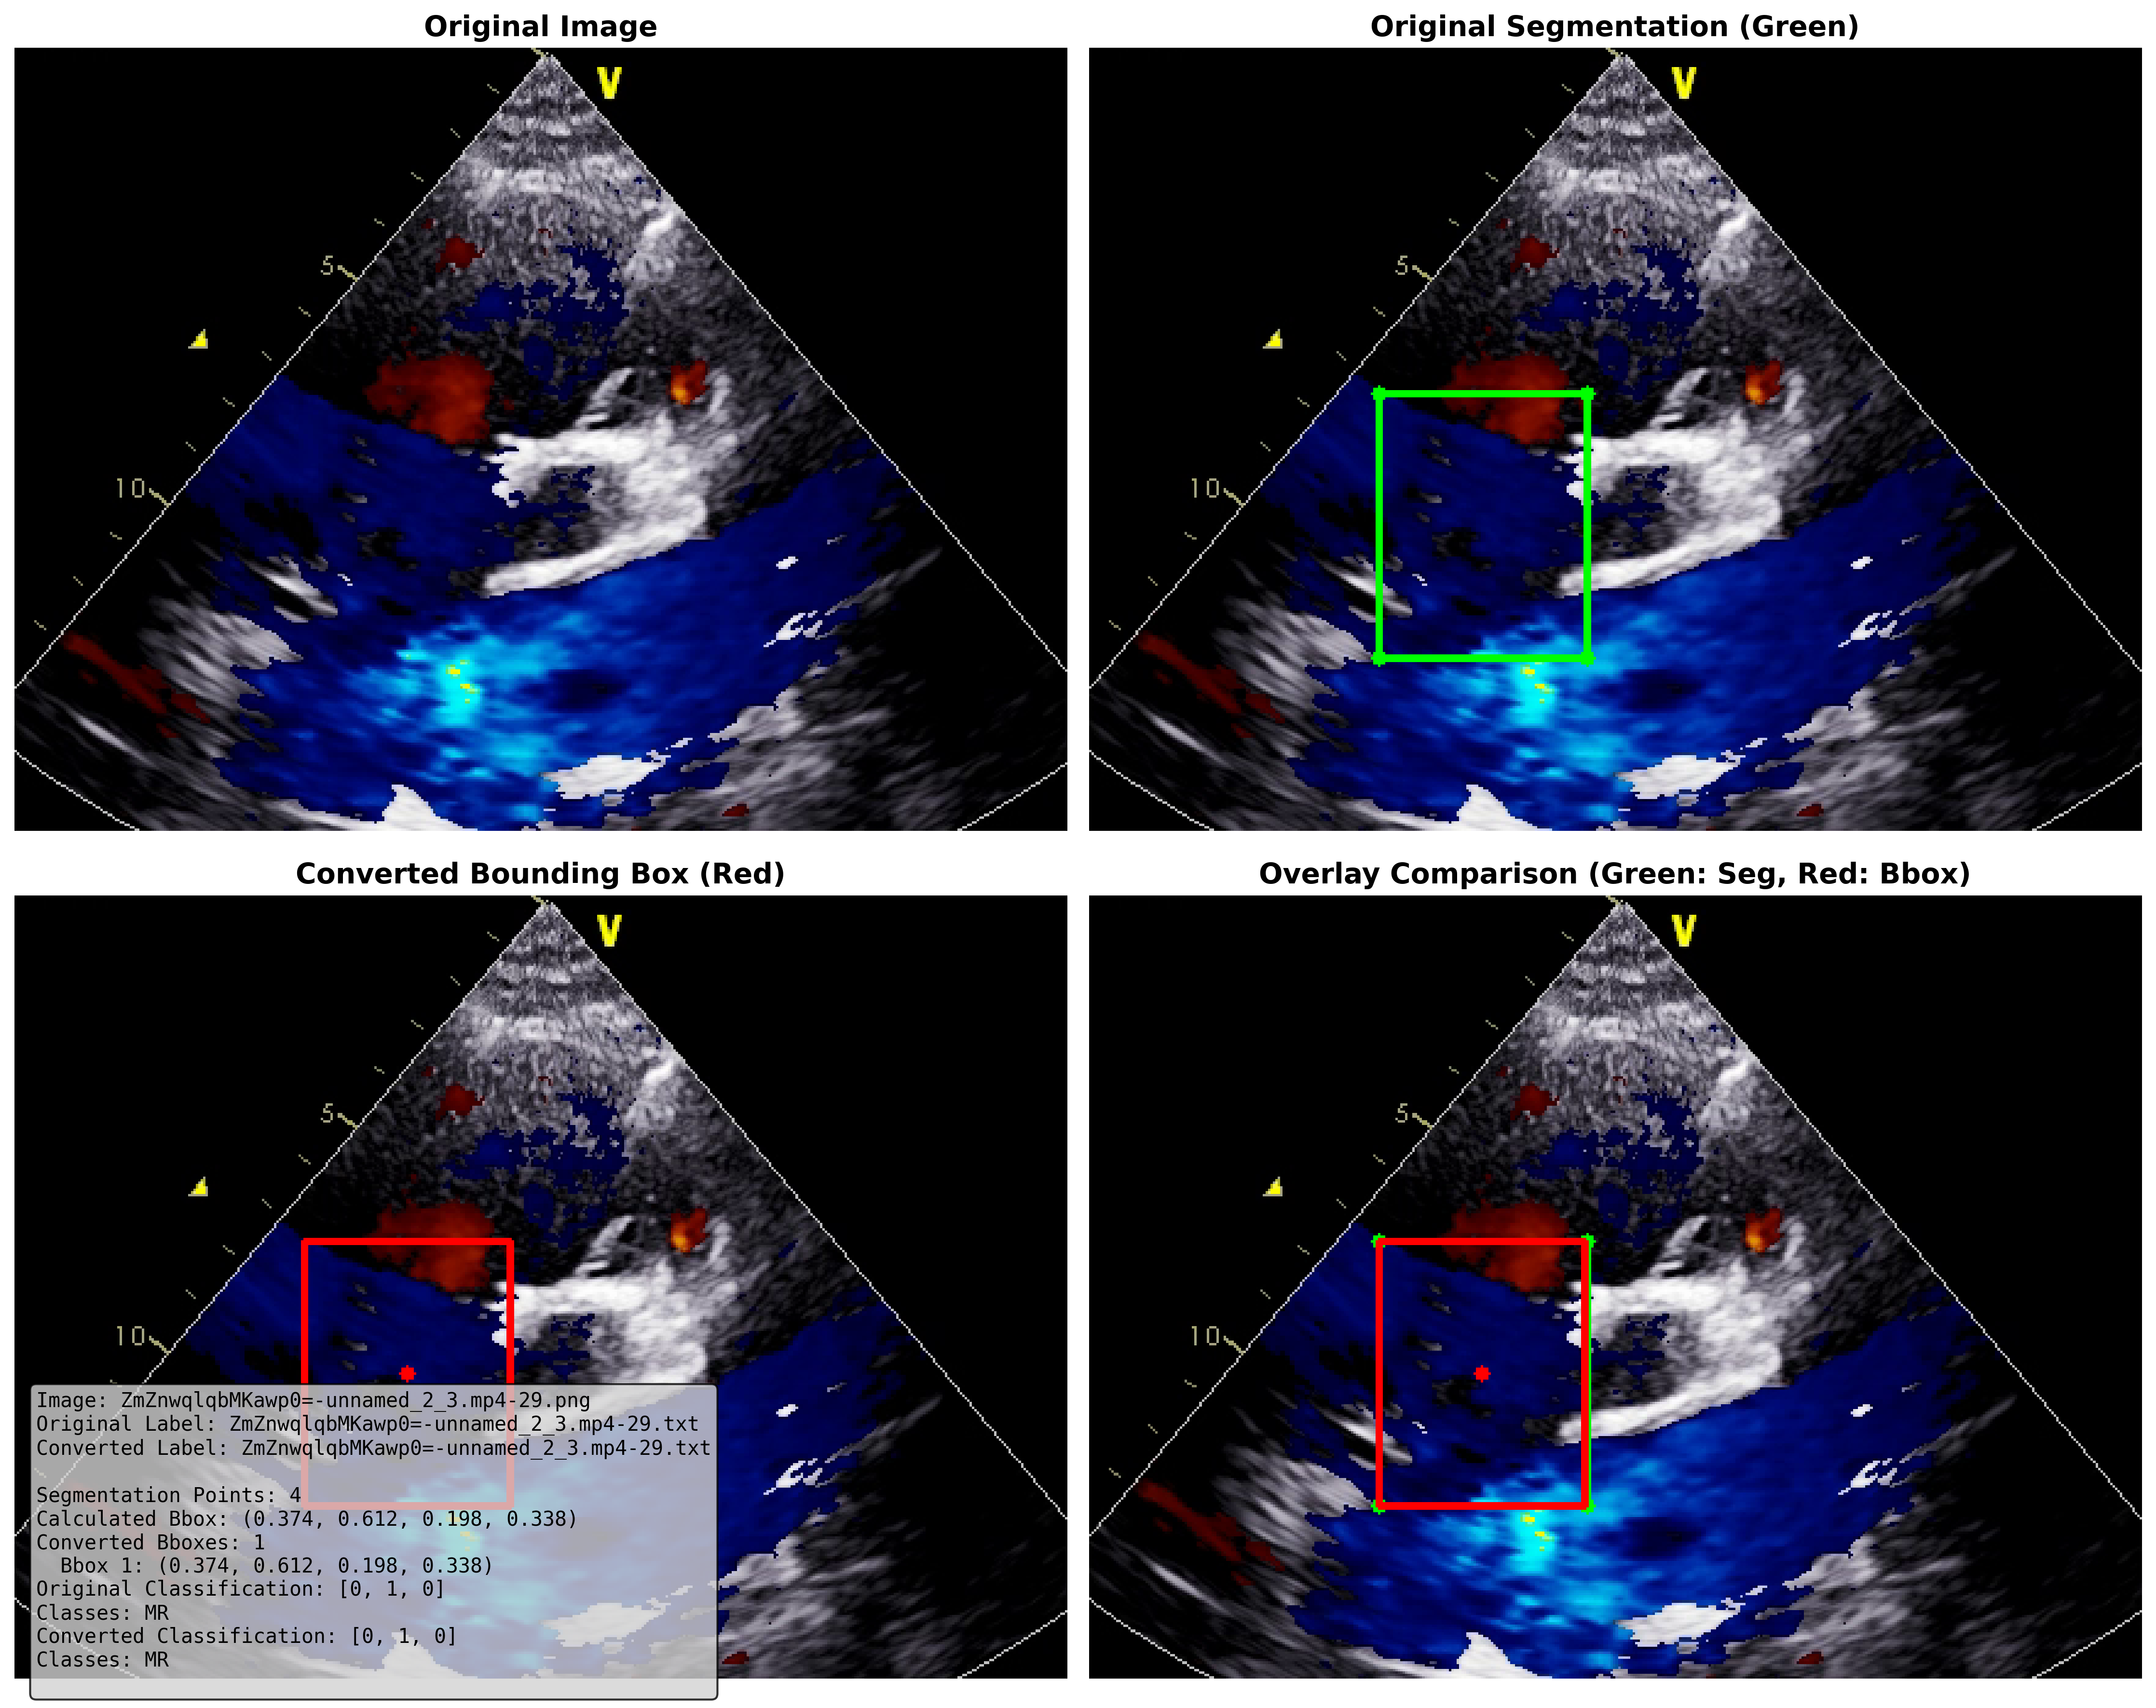 Original Image
Original Segmentation (Green)
V
5
10
V
5
10
Converted Bounding Box (Red)
Overlay Comparison (Green: Seg, Red: Bbox)
V
5
10
V
5
10
Image: ZmZnwqlqbMKawp0=-unnamed_2_3.mp4-29.png
Original Label: ZmZnwqlqbMKawp0=-unnamed_2_3.mp4-29.txt
Converted Label: ZmZnwqlqbMKawp0=-unnamed_2_3.mp4-29.txt
Segmentation Points: 4
Calculated Bbox: (0.374, 0.612, 0.198, 0.338)
Converted Bboxes: 1
Bbox 1: (0.374, 0.612, 0.198, 0.338)
Original Classification: [0, 1, 0]
Classes: MR
Converted Classification: [0, 1, 0]
Classes: MR